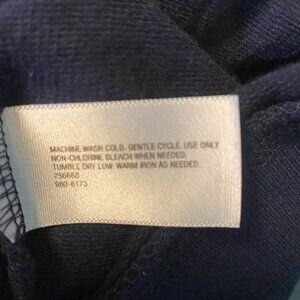 MACHINE WASH COLD. GENTLE CYCLE. USE ONLY
NON-CHLORINE BLEACH WHEN NEEDED.
TUMBLE DRY LOW. WARM IRON AS NEEDED.
756668
980-6173